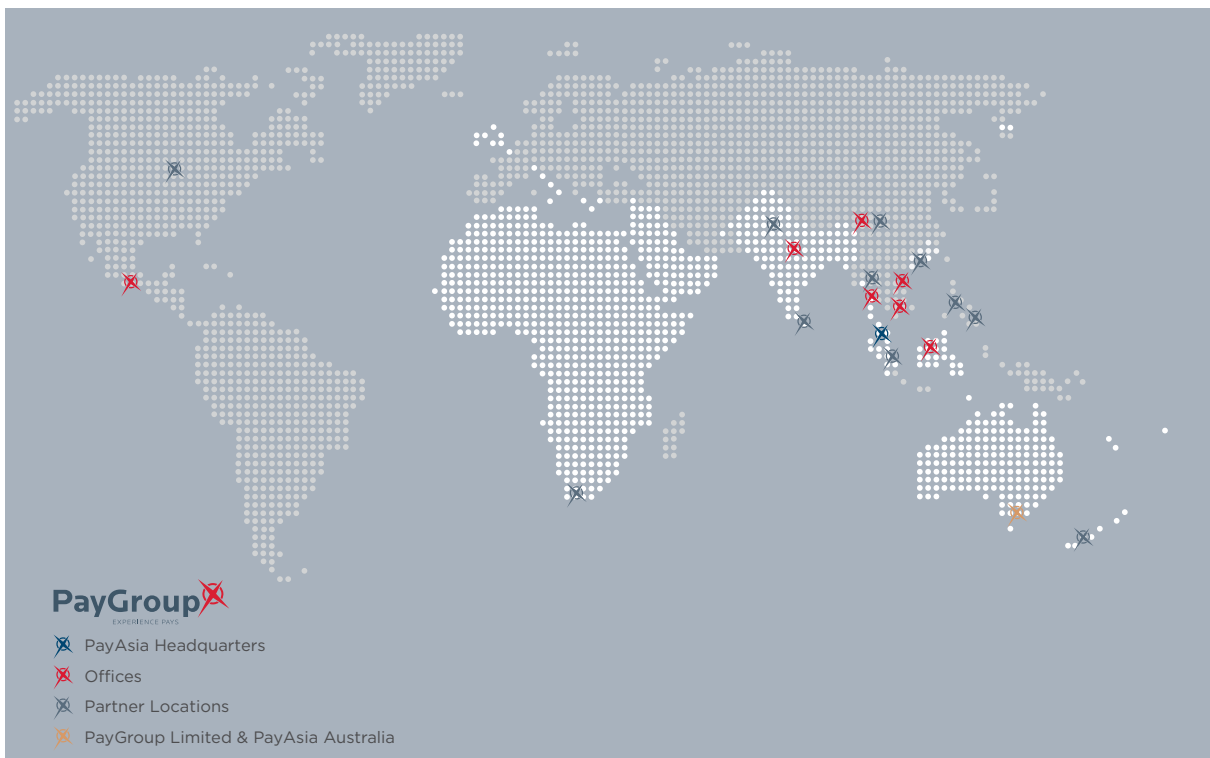 PayGroup
EXPERIENCE PAYS
PayAsia Headquarters
Offices
Partner Locations
PayGroup Limited & PayAsia Australia